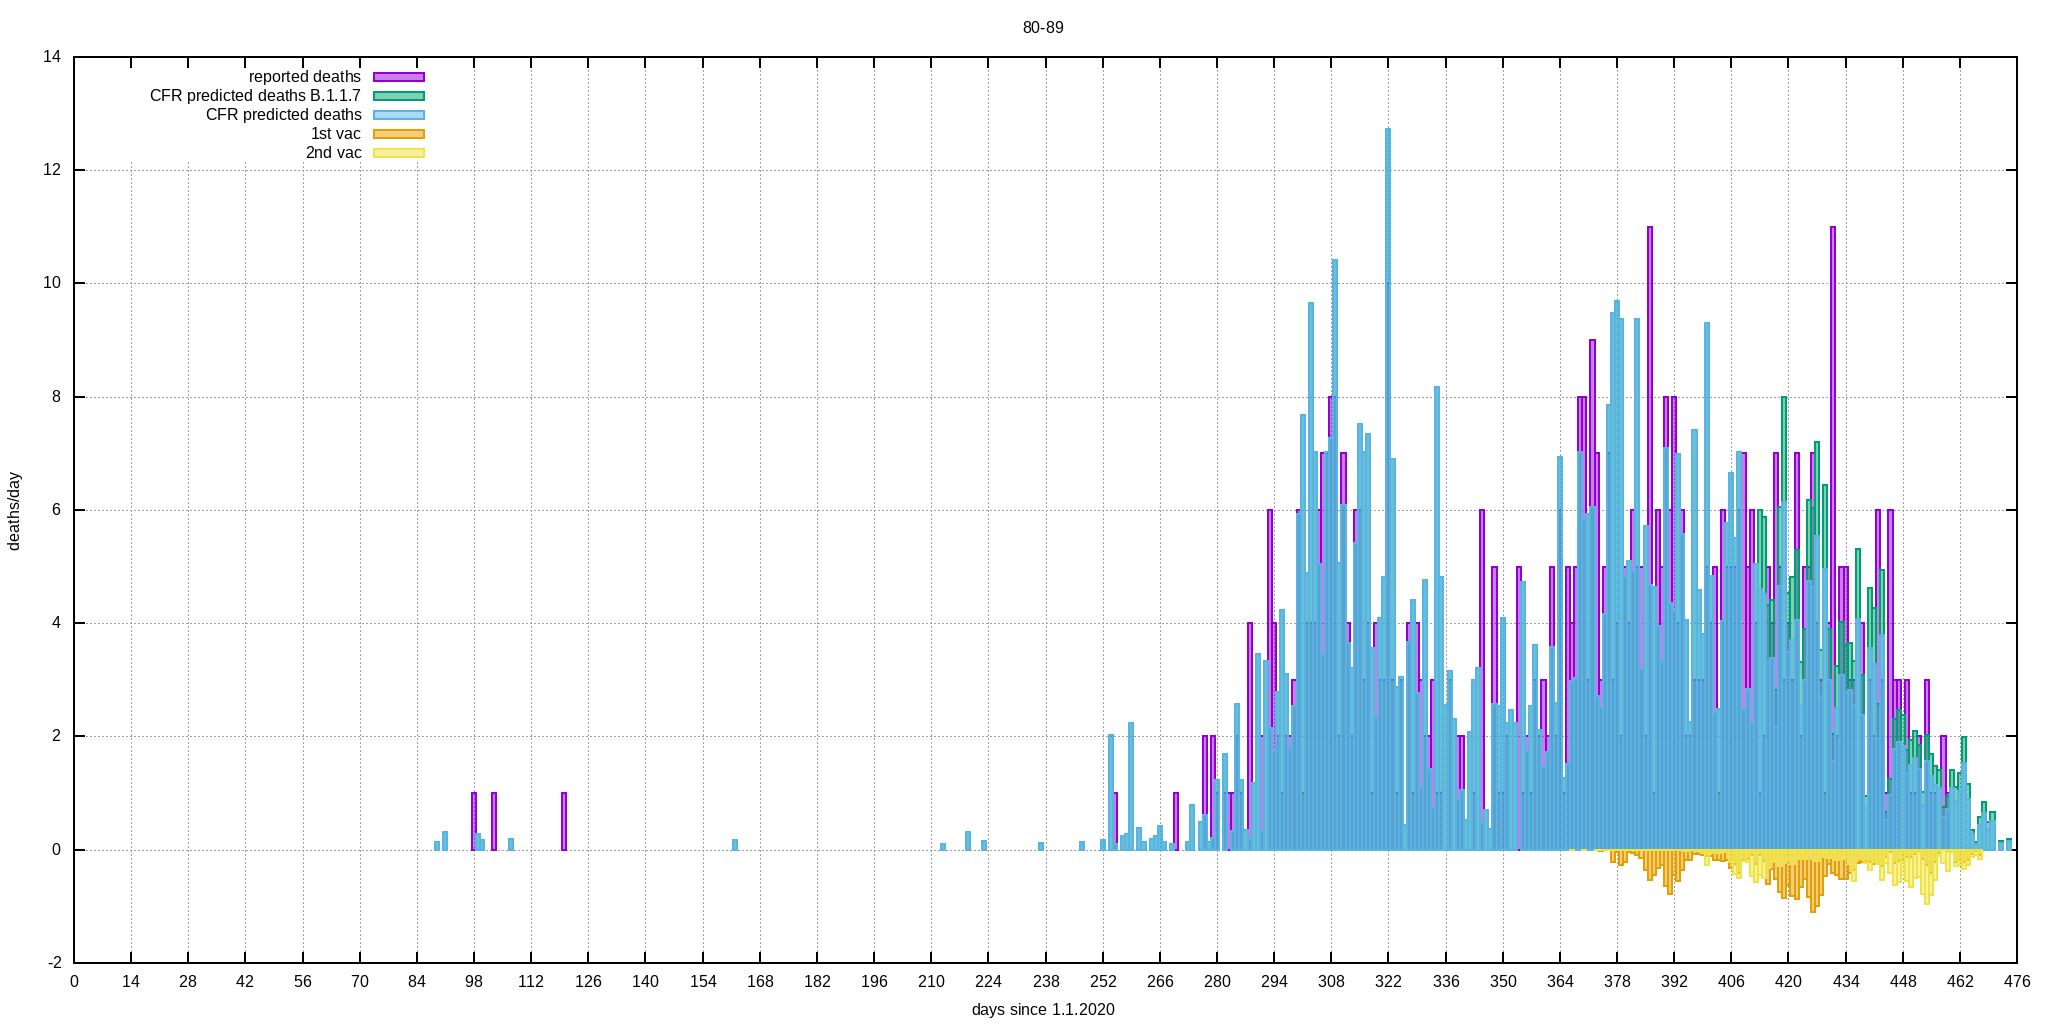 80-89
14
reported deaths
CFR predicted deaths B.1.1.7
CFR predicted deaths
1st vac
2nd vac
12
10
8
6
4
2
0
-2
deaths/day
0 14 28 42 56 70 84 98 112 126 140 154 168 182 196 210 224 238 252 266 280 294 308 322 336 350 364 378 392 406 420 434 448 462 476
days since 1.1.2020